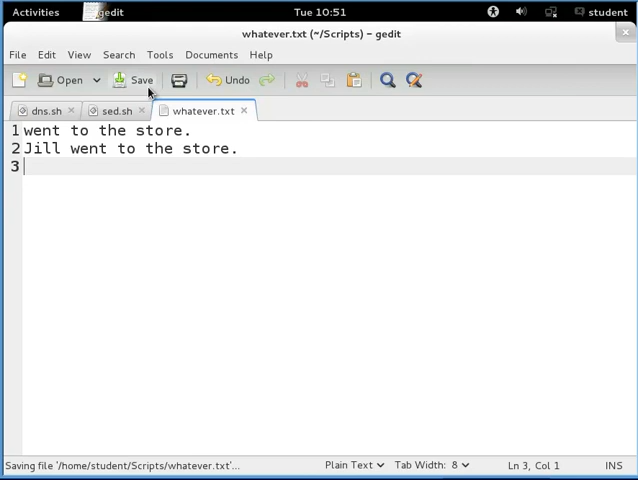 Activities gedit Tue 10:51 student
whatever.txt (~/Scripts) - gedit
File Edit View Search Tools Documents Help
Open Save Undo
dns.sh sed.sh whatever.txt
1 went to the store.
2 Jill went to the store.
3
Saving file '/home/student/Scripts/whatever.txt'... Plain Text Tab Width: 8 Ln 3, Col 1 INS